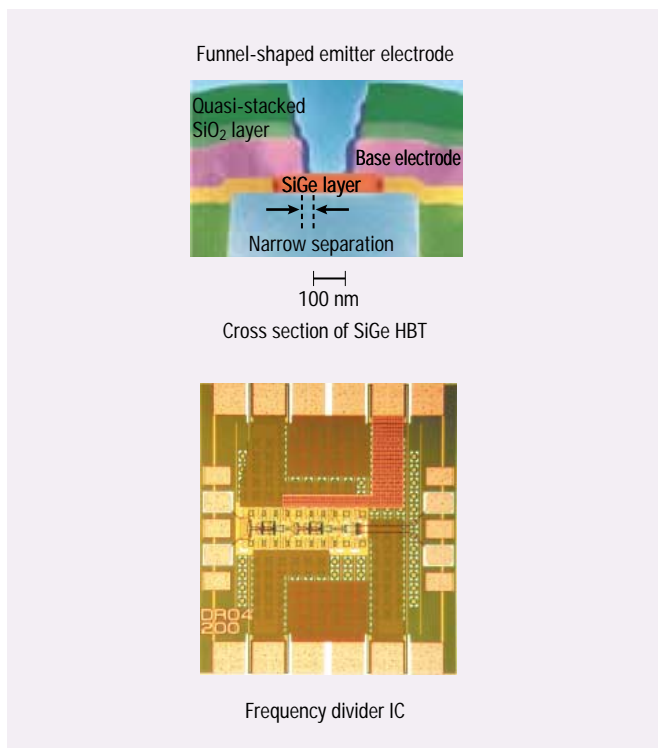 Funnel-shaped emitter electrode
Quasi-stacked
SiO₂ layer
Base electrode
SiGe layer
Narrow separation
100 nm
Cross section of SiGe HBT
DR04
200
Frequency divider IC